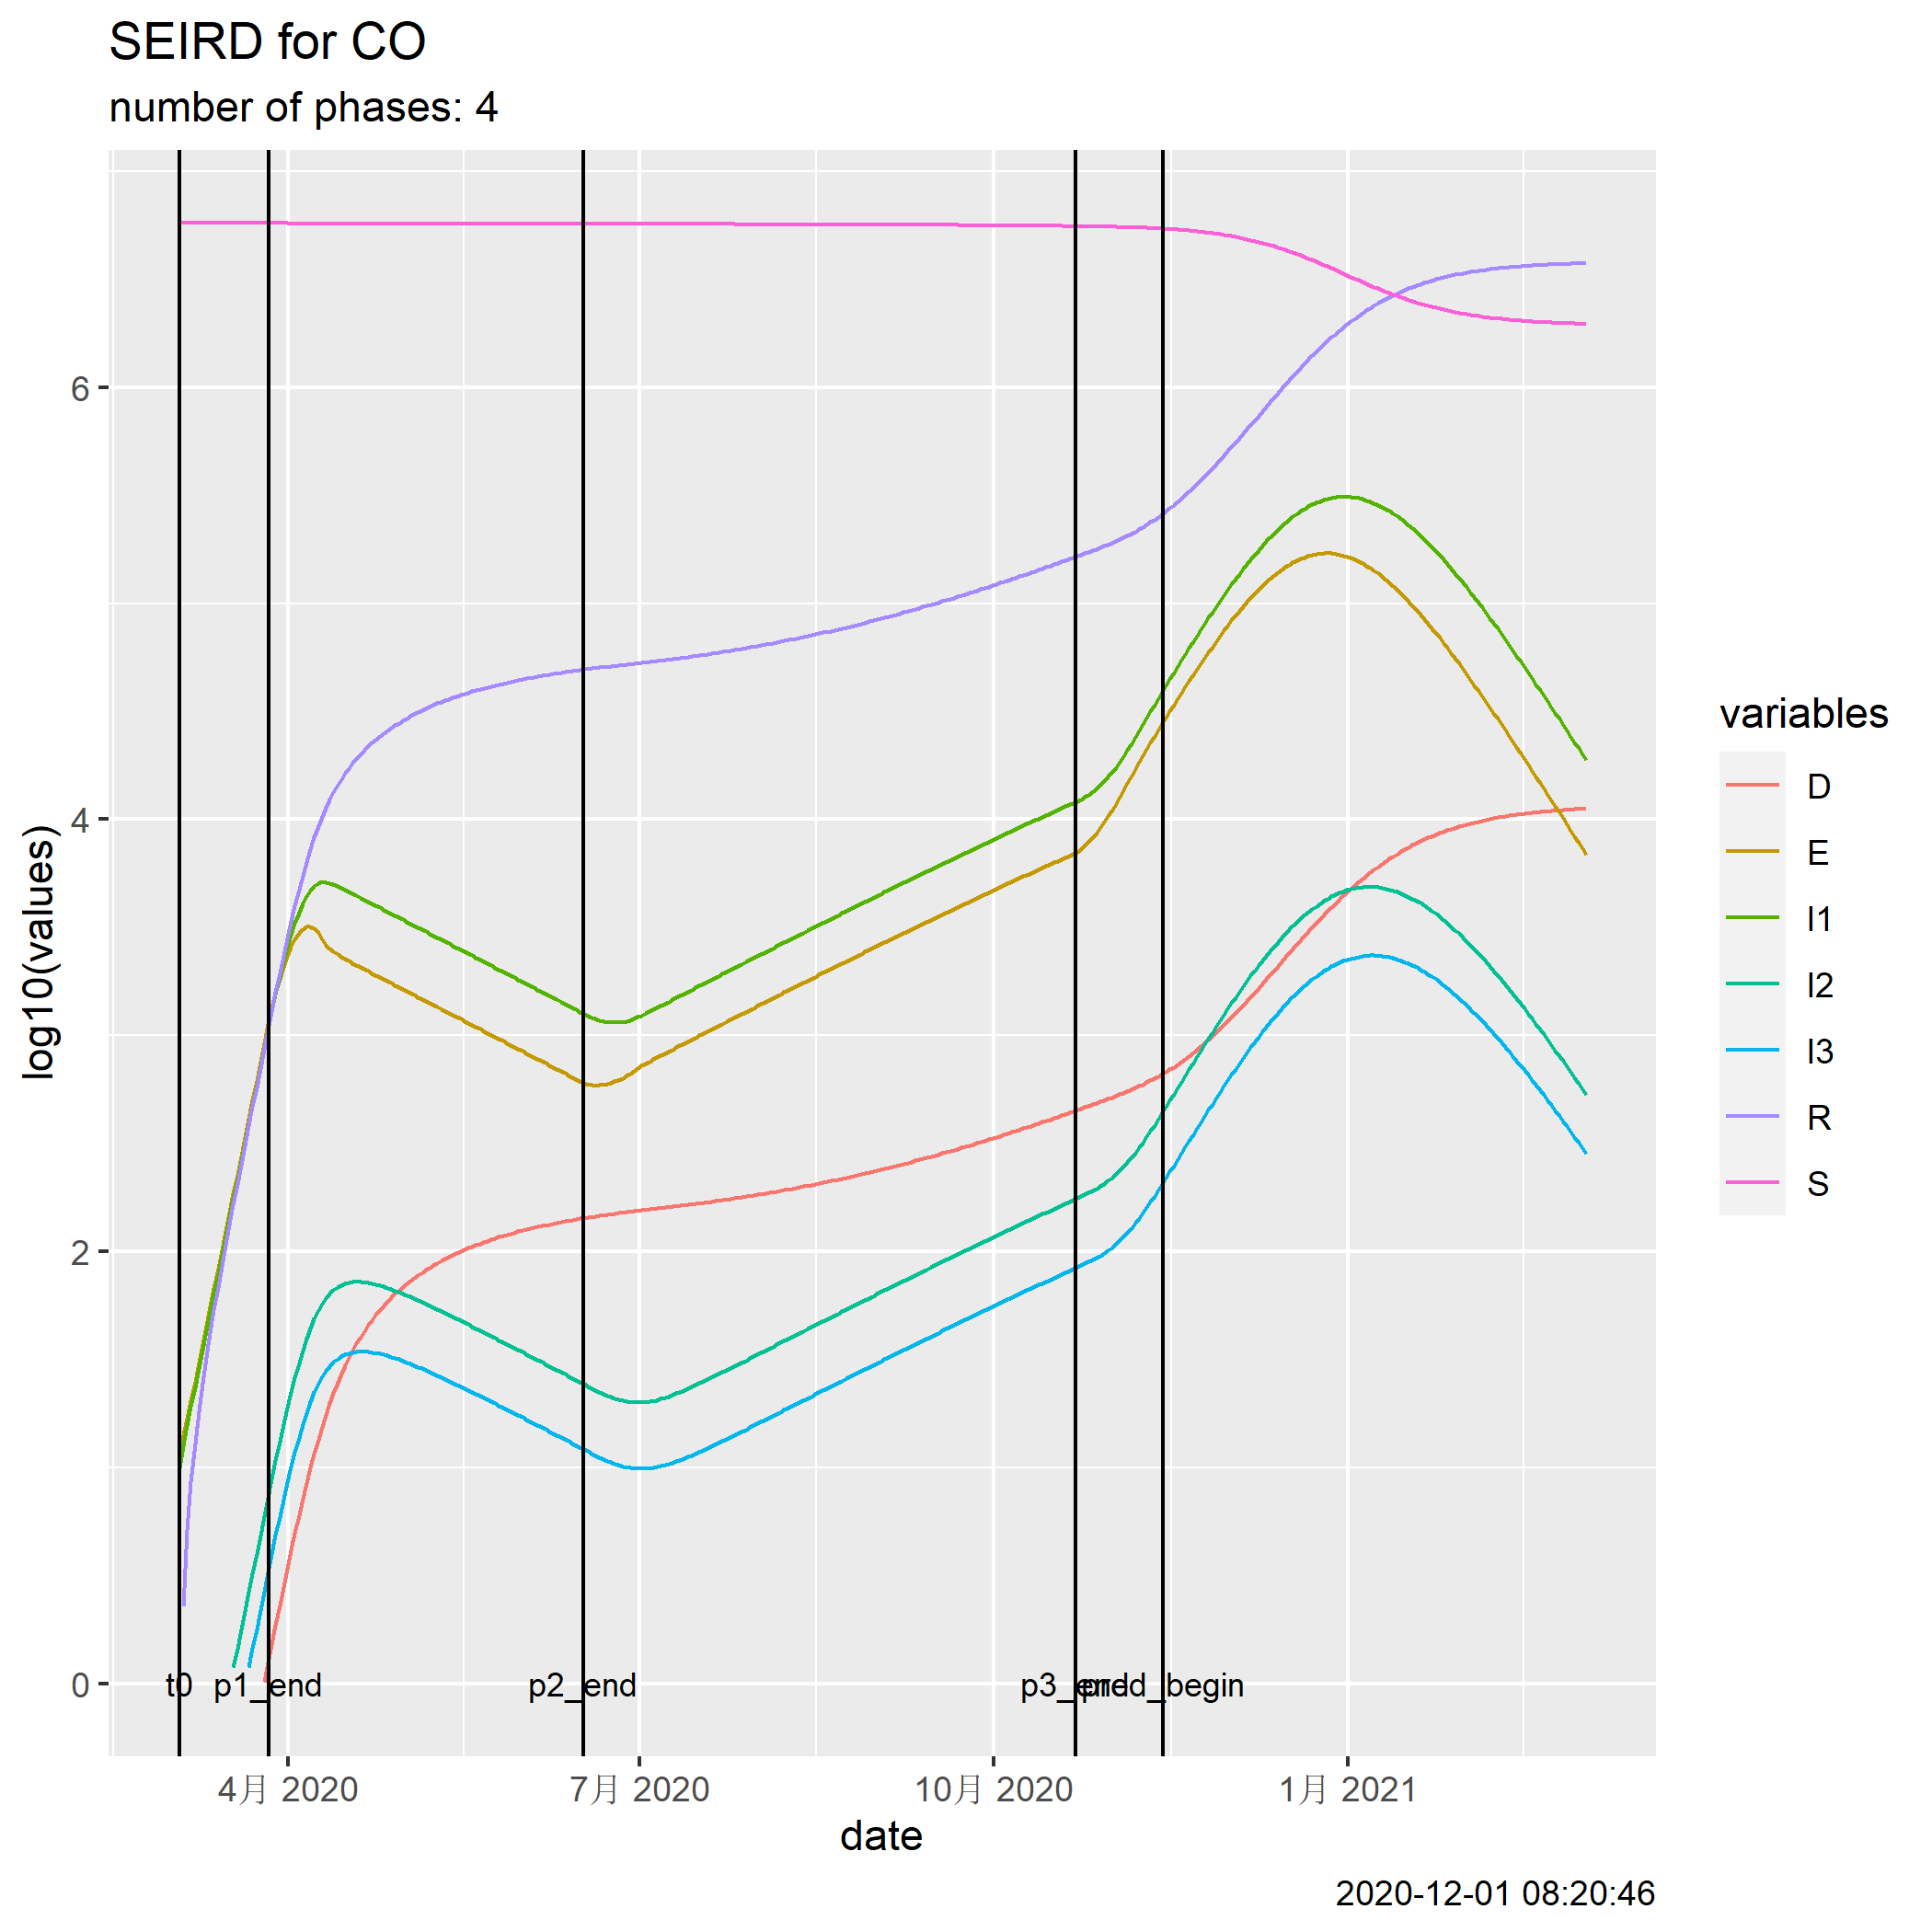 SEIRD for CO
number of phases: 4
log10(values)
6
4
2
0
t0
p1_end
p2_end
p3_end
pred_begin
4月 2020
7月 2020
10月 2020
1月 2021
date
variables
D
E
I1
I2
I3
R
S
2020-12-01 08:20:46